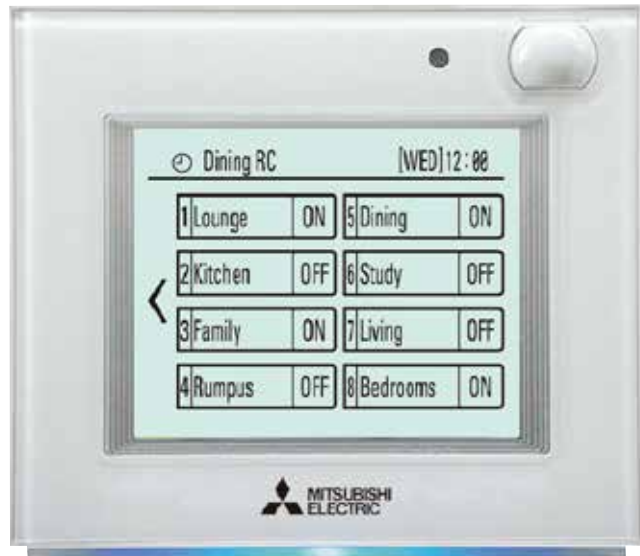 Dining RC [WED]12:00
1 Lounge ON 5 Dining ON
2 Kitchen OFF 6 Study OFF
3 Family ON 7 Living OFF
4 Rumpus OFF 8 Bedrooms ON
MITSUBISHI
ELECTRIC